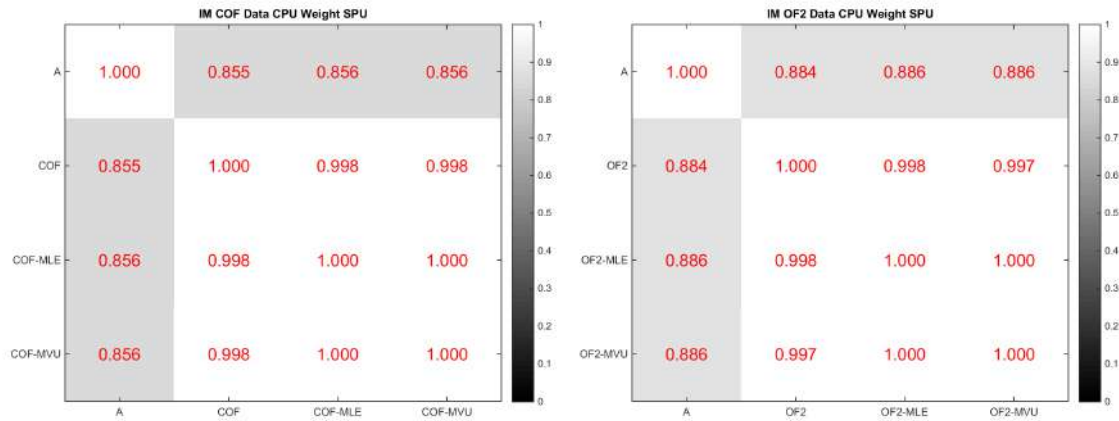 IM COF Data CPU Weight SPU
A 1.000 0.855 0.856 0.856
COF 0.855 1.000 0.998 0.998
COF-MLE 0.856 0.998 1.000 1.000
COF-MVU 0.856 0.998 1.000 1.000
A COF COF-MLE COF-MVU
1
0.9
0.8
0.7
0.6
0.5
0.4
0.3
0.2
0.1
0
IM OF2 Data CPU Weight SPU
A 1.000 0.884 0.886 0.886
OF2 0.884 1.000 0.998 0.997
OF2-MLE 0.886 0.998 1.000 1.000
OF2-MVU 0.886 0.997 1.000 1.000
A OF2 OF2-MLE OF2-MVU
1
0.9
0.8
0.7
0.6
0.5
0.4
0.3
0.2
0.1
0